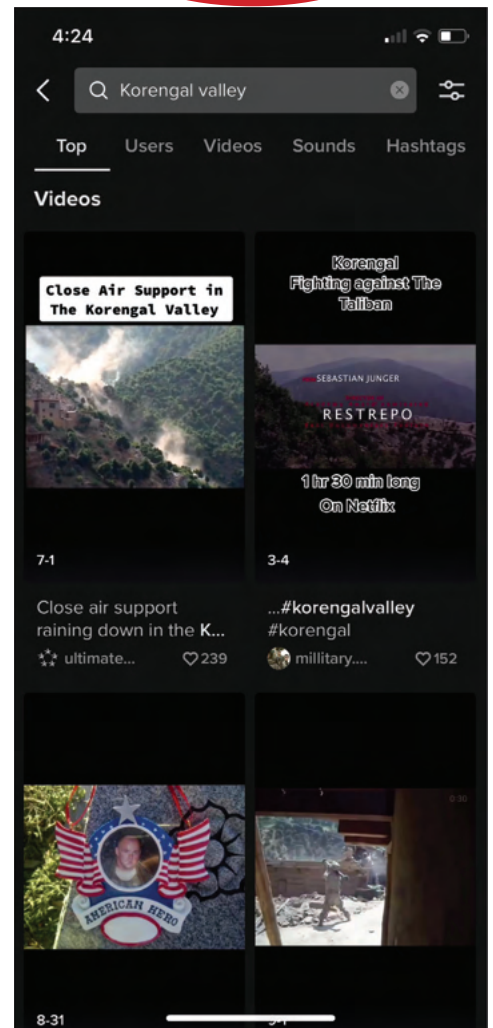 4:24
Korengal valley
Top Users Videos Sounds Hashtags
Videos
Close Air Support in
The Korengal Valley
7-1
Close air support
raining down in the K...
ultimate... 239
Korengal
Fighting against The
Taliban
SEBASTIAN JUNGER
RESTREPO
1 hr 30 min long
On Netflix
3-4
...#korengalvalley
#korengal
millitary.... 152
AMERICAN HERO
8-31
0:30